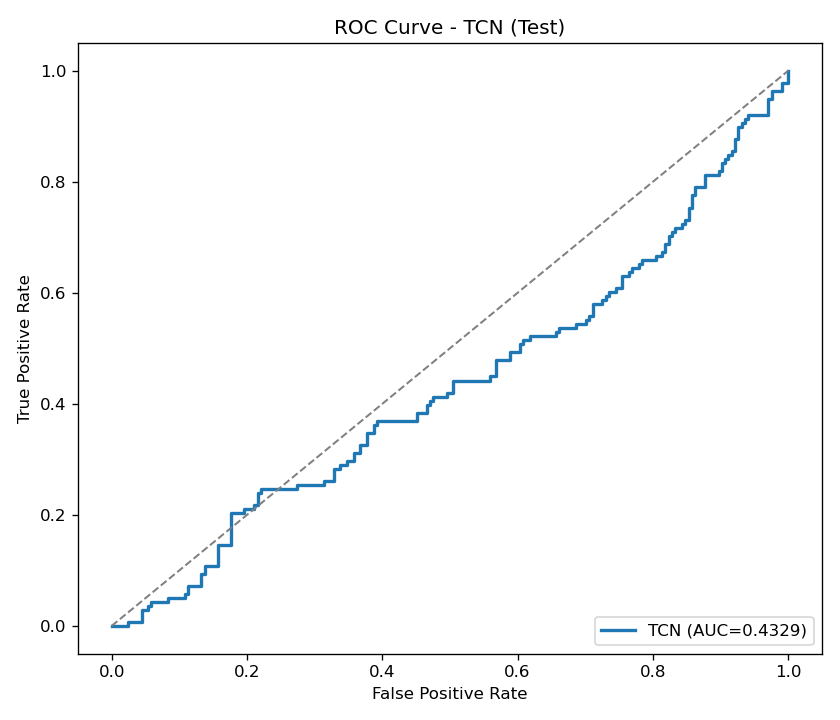 ROC Curve - TCN (Test)
True Positive Rate
1.0
0.8
0.6
0.4
0.2
0.0
0.0 0.2 0.4 0.6 0.8 1.0
False Positive Rate
TCN (AUC=0.4329)